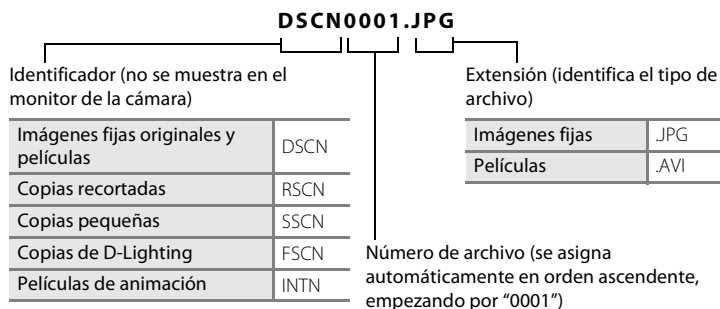 DSCN0001.JPG
Identificador (no se muestra en el
monitor de la cámara)
Imágenes fijas originales y
películas
DSCN
Copias recortadas
RSCN
Copias pequeñas
SSCN
Copias de D-Lighting
FSCN
Películas de animación
INTN
Extensión (identifica el tipo de
archivo)
Imágenes fijas
.JPG
Películas
.AVI
Número de archivo (se asigna
automáticamente en orden ascendente,
empezando por “0001”)